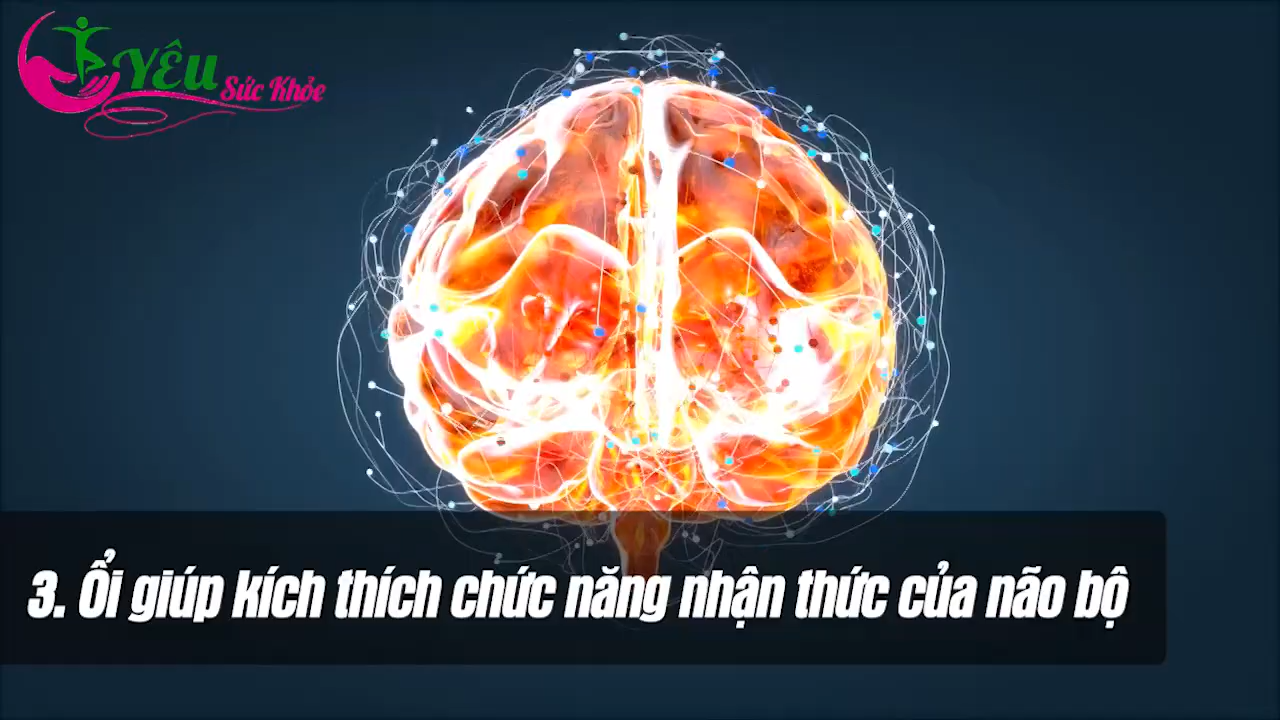 Yêu
Sức Khỏe
3. Ổi giúp kích thích chức năng nhận thức của não bộ